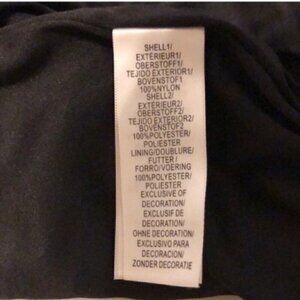 SHELL1/
EXTÉRIEUR1/
OBERSTOFF1/
TEJIDO EXTERIOR1/
BOVENSTOF1
100%NYLON
SHELL2/
EXTÉRIEUR2/
OBERSTOFF2/
TEJIDO EXTERIOR2/
BOVENSTOF2
100%POLYESTER/
POLIESTER
LINING/DOUBLURE/
FUTTER/
FORRO/VOERING
100%POLYESTER/
POLIESTER
EXCLUSIVE OF
DECORATION/
EXCLUSIF DE
DECORATION/
OHNE DECORATION/
EXCLUSIVO PARA
DECORACION/
ZONDER DECORATIE